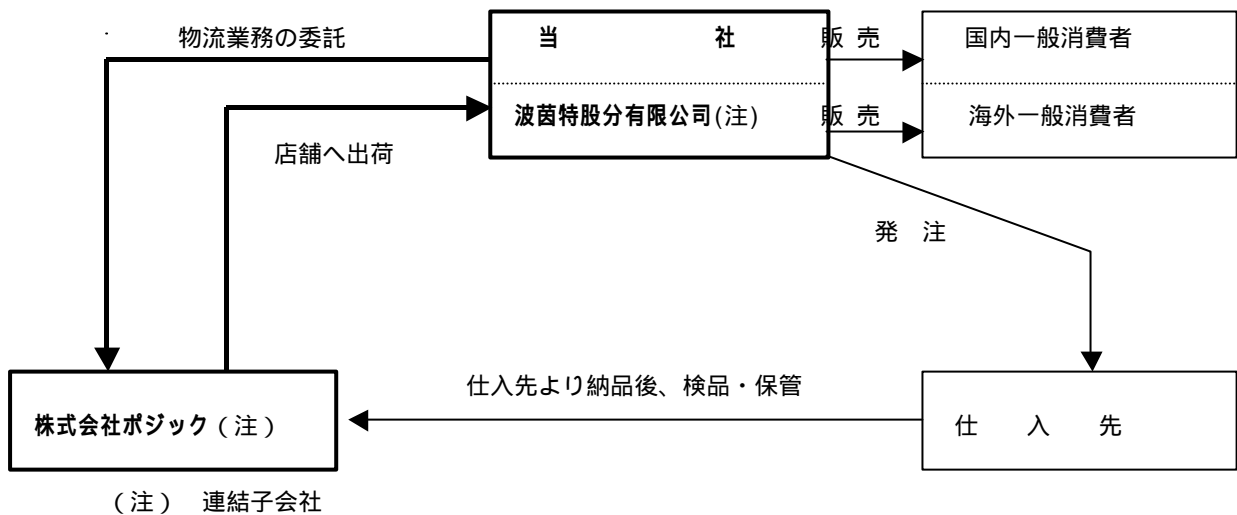 物流業務の委託
当 社
販 売
国内一般消費者
波茵特股分有限公司(注)
販 売
海外一般消費者
店舗へ出荷
発 注
仕入先より納品後、検品・保管
株式会社ポジック(注)
仕 入 先
(注) 連結子会社